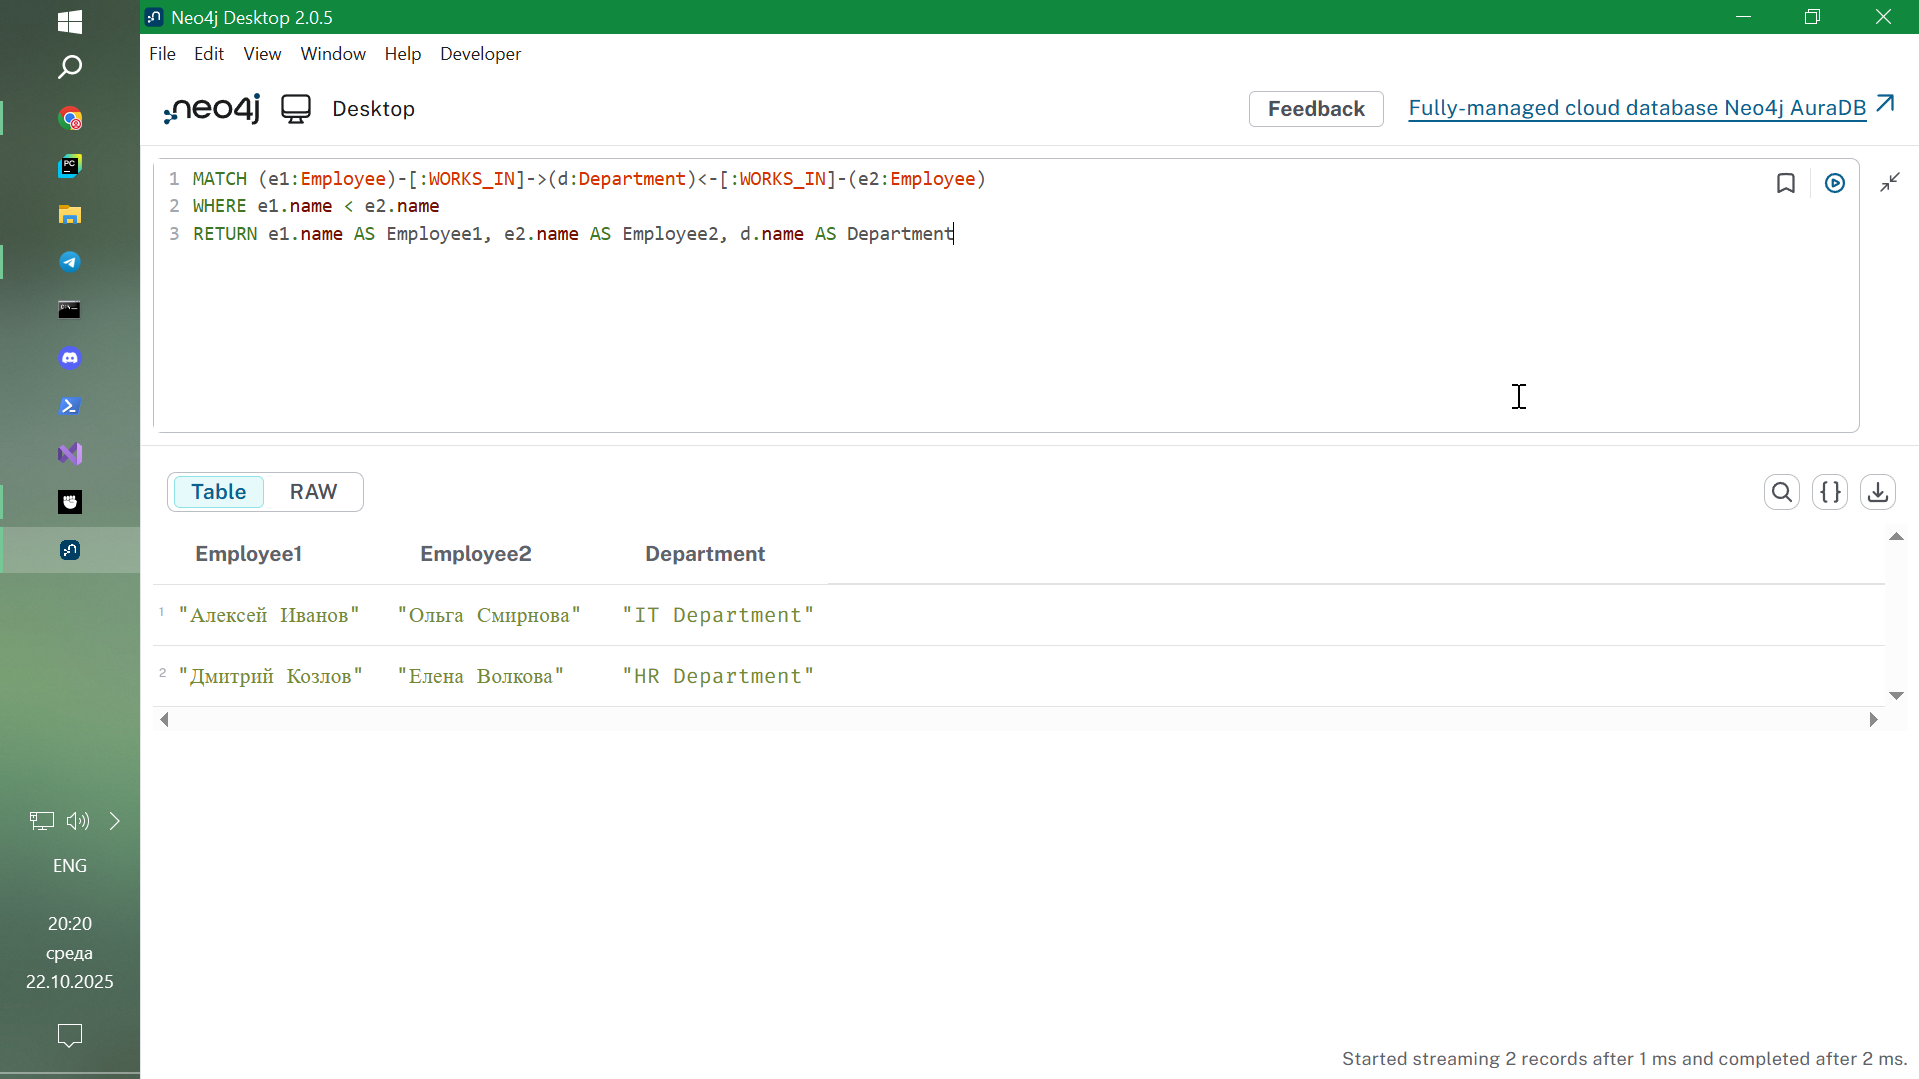 Neo4j Desktop 2.0.5
File Edit View Window Help Developer
neo4j Desktop Feedback Fully-managed cloud database Neo4j AuraDB
1 MATCH (e1:Employee)-[:WORKS_IN]->(d:Department)<-[:WORKS_IN]-(e2:Employee)
2 WHERE e1.name < e2.name
3 RETURN e1.name AS Employee1, e2.name AS Employee2, d.name AS Department
Table RAW
Employee1 Employee2 Department
1 "Алексей Иванов" "Ольга Смирнова" "IT Department"
2 "Дмитрий Козлов" "Елена Волкова" "HR Department"
Started streaming 2 records after 1 ms and completed after 2 ms.
PC
ENG
20:20
среда
22.10.2025